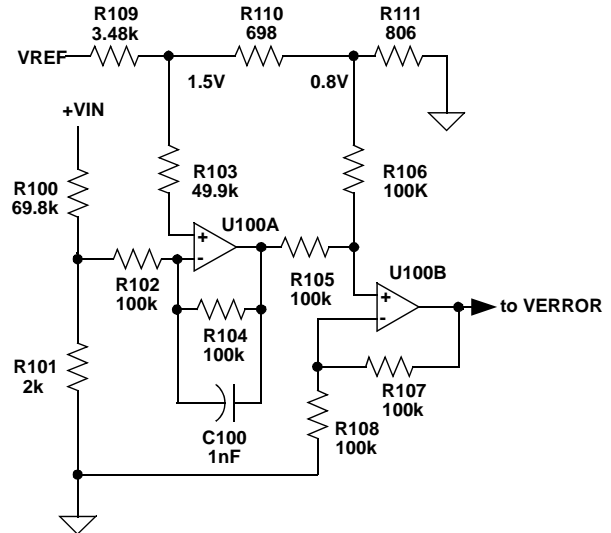 R109
3.48k
R110
698
R111
806
VREF
1.5V
0.8V
+VIN
R100
69.8k
R103
49.9k
R106
100K
U100A
+
-
R102
100k
R105
100k
R104
100k
U100B
+
-
to VERROR
R101
2k
R107
100k
C100
1nF
R108
100k